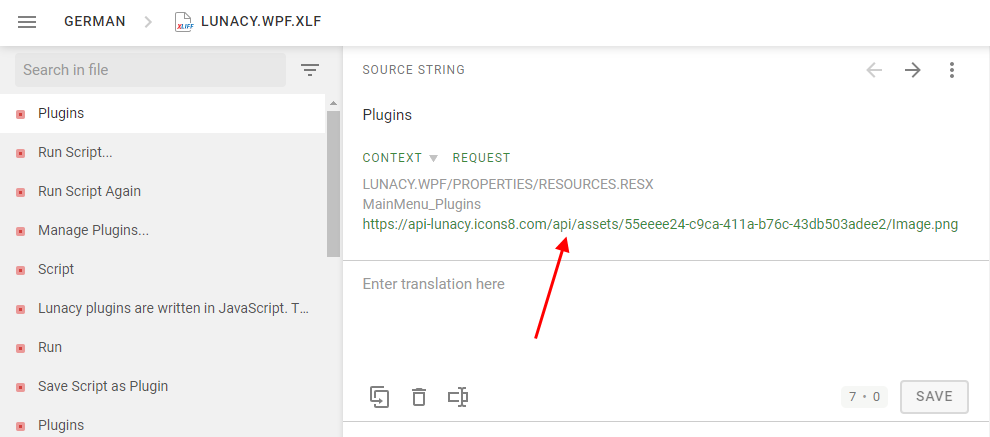 GERMAN
LUNACY.WPF.XLF
XLIFF
Search in file
Plugins
Run Script...
Run Script Again
Manage Plugins...
Script
Lunacy plugins are written in JavaScript. T...
Run
Save Script as Plugin
Plugins
SOURCE STRING
Plugins
CONTEXT REQUEST
LUNACY.WPF/PROPERTIES/RESOURCES.RESX
MainMenu_Plugins
https://api-lunacy.icons8.com/api/assets/55eeee24-c9ca-411a-b76c-43db503adee2/Image.png
Enter translation here
7 • 0
SAVE